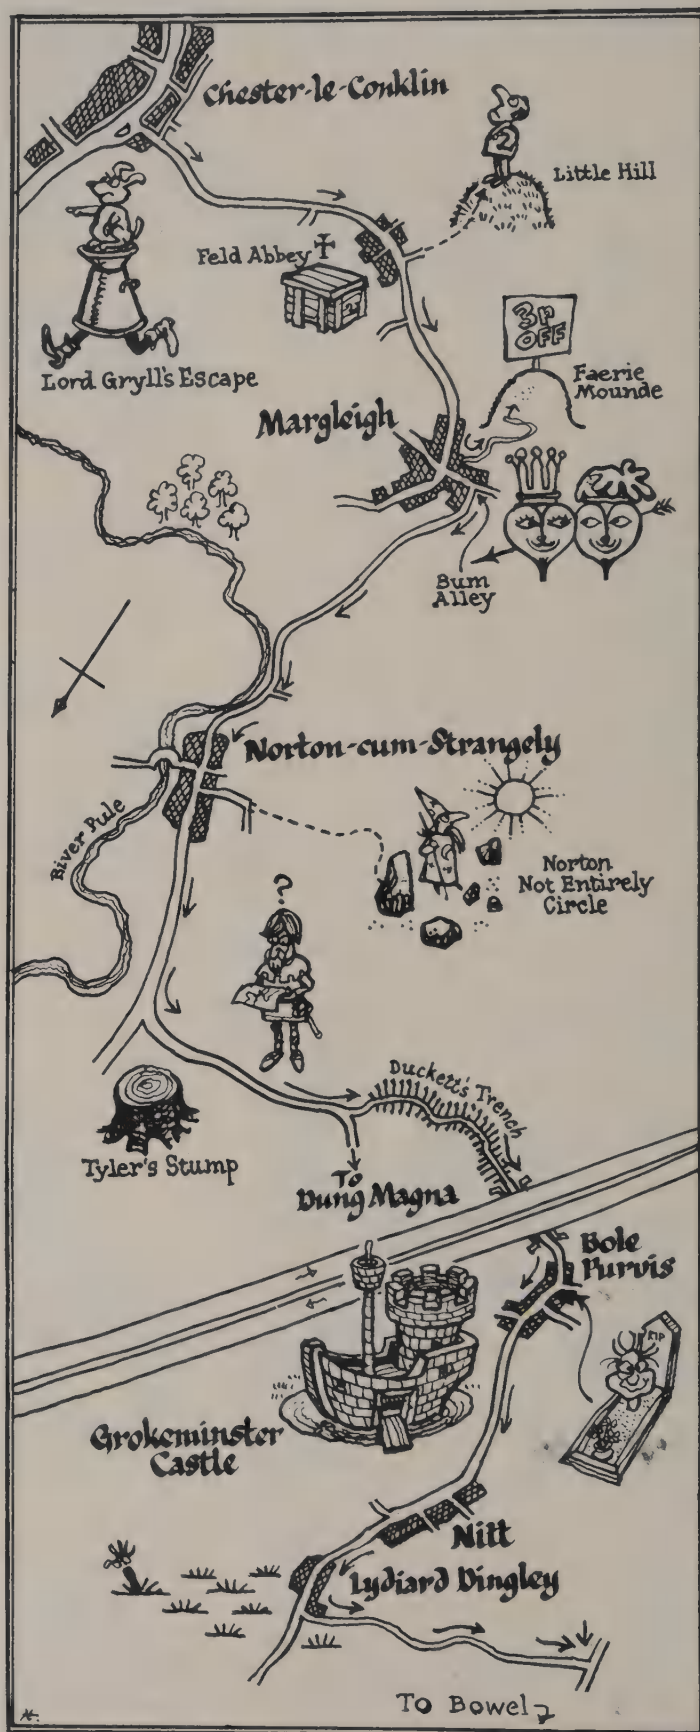 Chester-le-Conklin
Little Hill
Feld Abbey
Lord Gryll's Escape
3p
OFF
Faerie
Mounde
Margleigh
Bum
Alley
Norton-cum-Strangely
River Pule
Norton
Not Entirely
Circle
?
Duckett's Trench
Tyler's Stump
To
Dung Magna
Bole
Purvis
RIP
Grokeminster
Castle
Nitt
Lydiard Dingley
To Bowel